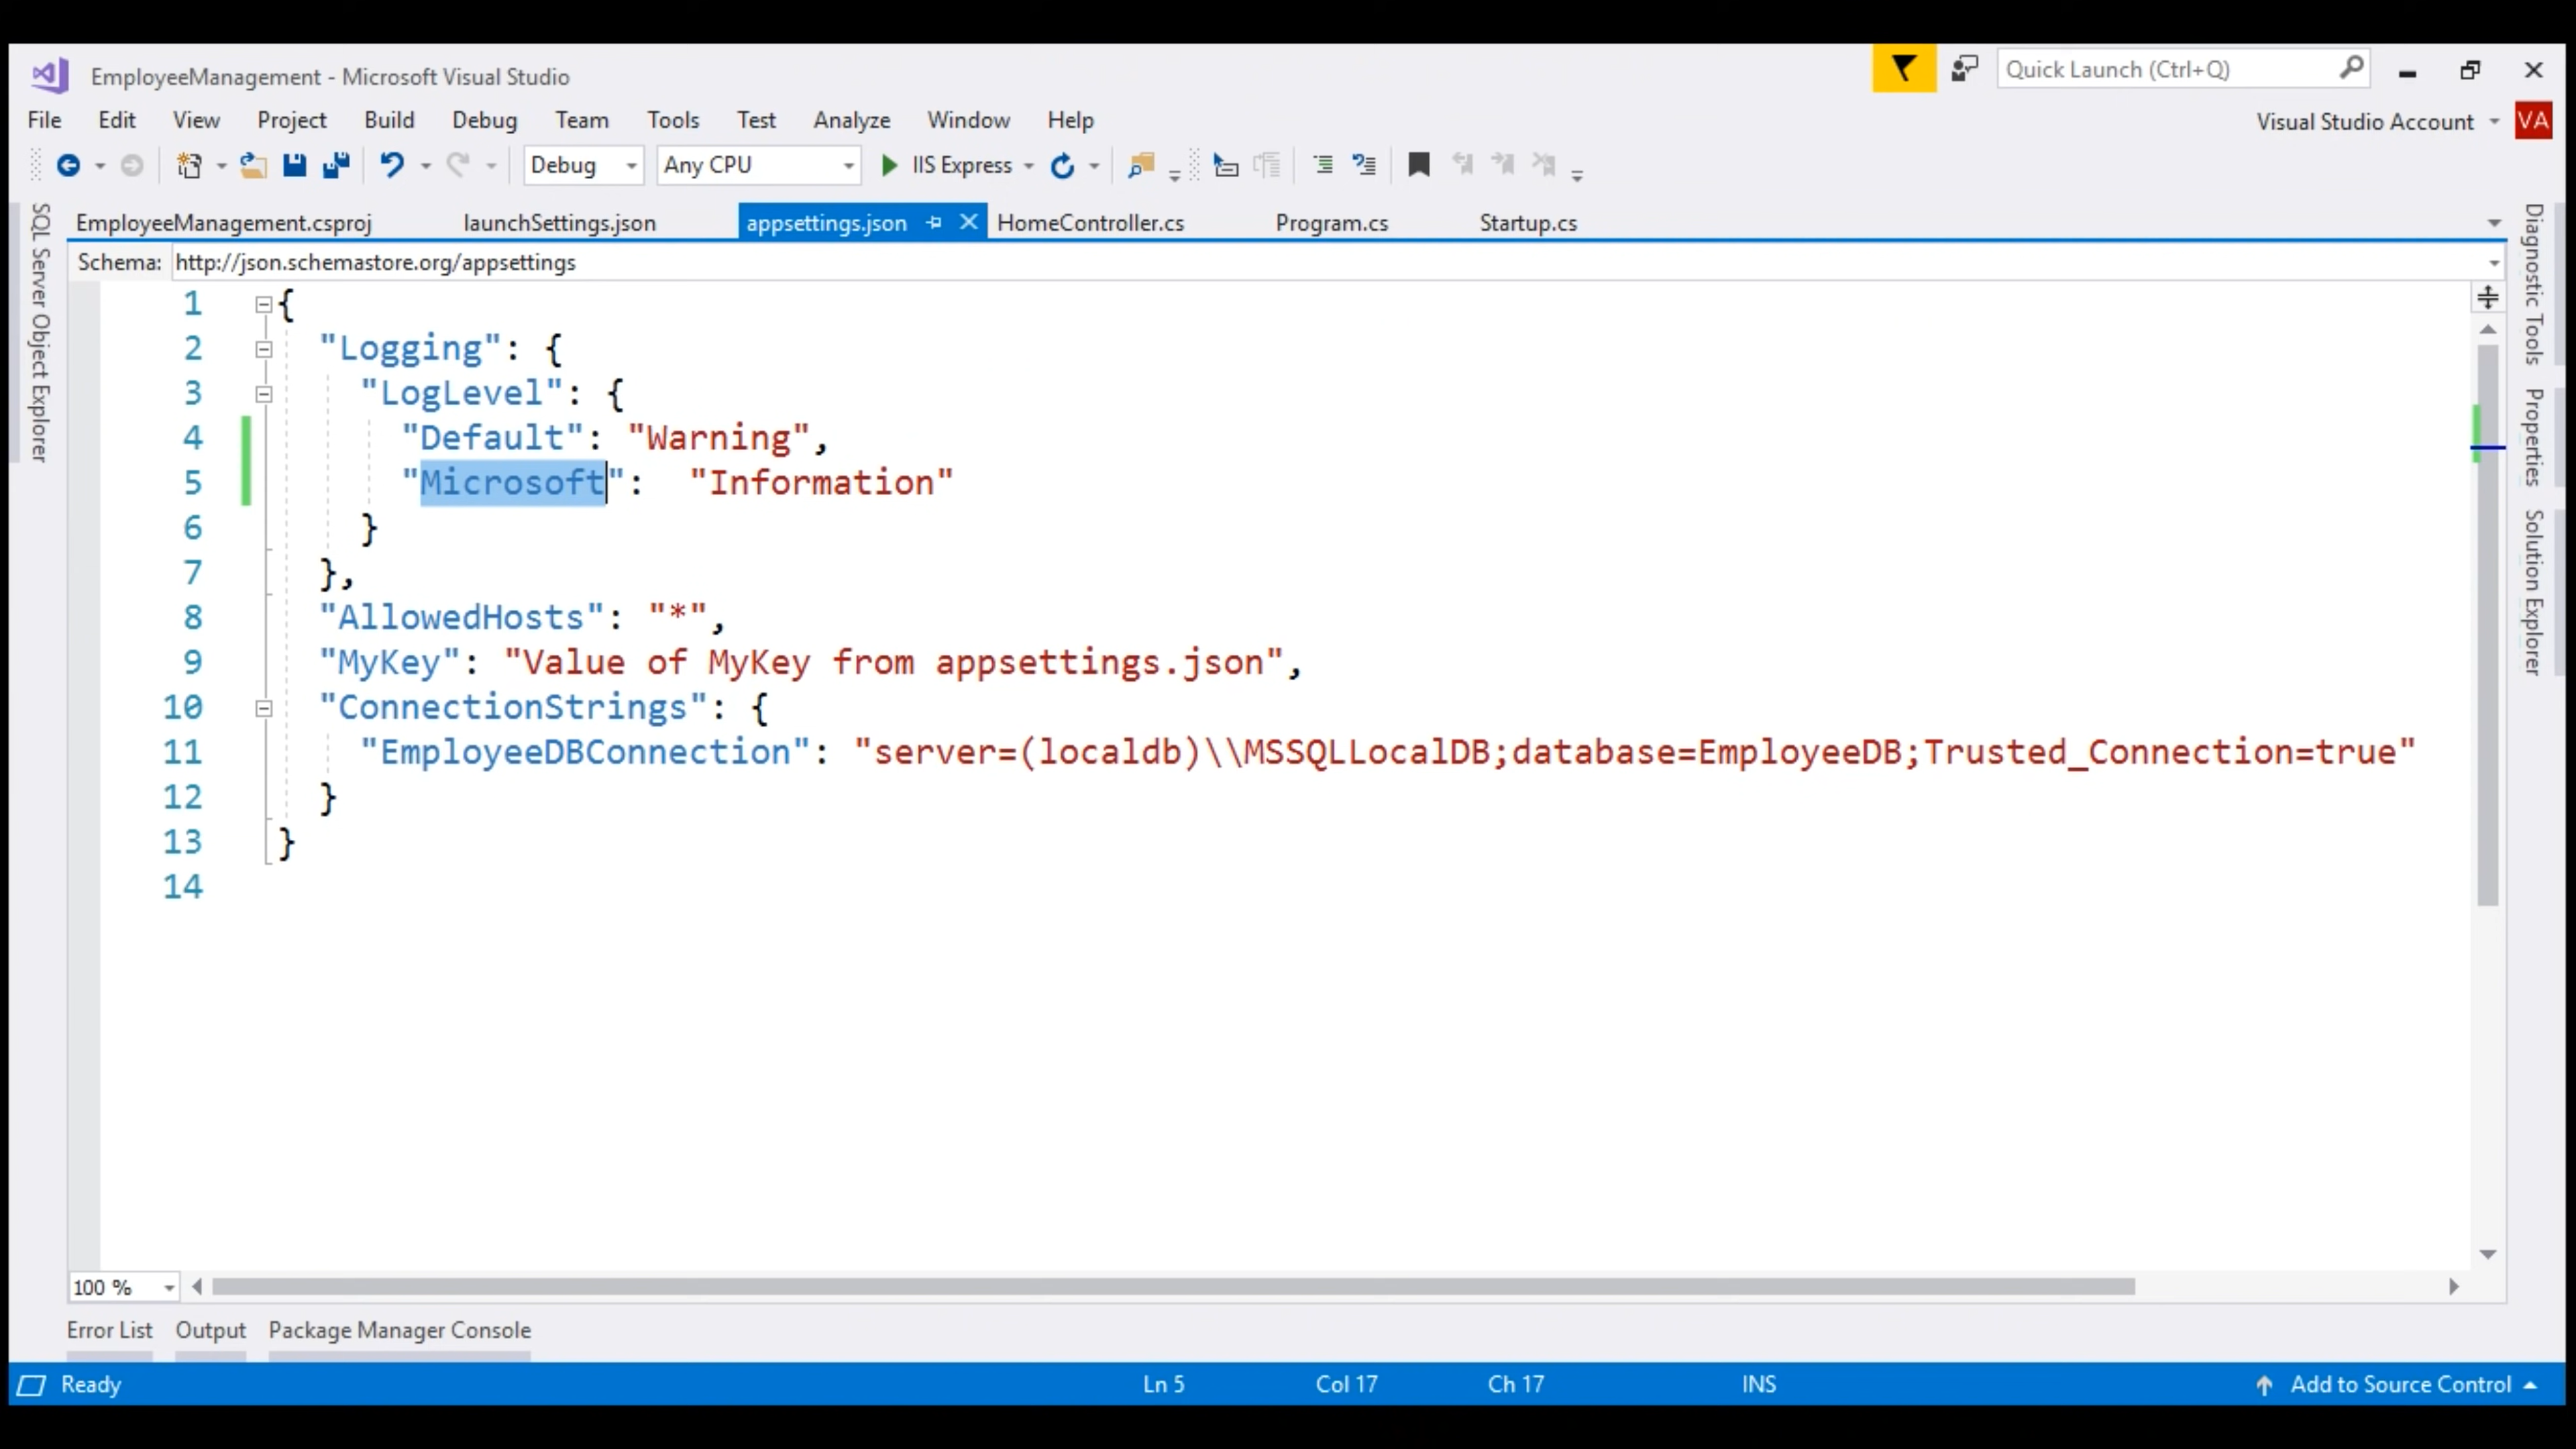 EmployeeManagement - Microsoft Visual Studio
Quick Launch (Ctrl+Q)
File Edit View Project Build Debug Team Tools Test Analyze Window Help
Visual Studio Account VA
Debug Any CPU IIS Express
EmployeeManagement.csproj launchSettings.json appsettings.json HomeController.cs Program.cs Startup.cs
Schema: http://json.schemastore.org/appsettings
1 {
2 "Logging": {
3 "LogLevel": {
4 "Default": "Warning",
5 "Microsoft": "Information"
6 }
7 },
8 "AllowedHosts": "*",
9 "MyKey": "Value of MyKey from appsettings.json",
10 "ConnectionStrings": {
11 "EmployeeDBConnection": "server=(localdb)\\MSSQLLocalDB;database=EmployeeDB;Trusted_Connection=true"
12 }
13 }
14
SQL Server Object Explorer
Diagnostic Tools
Properties
Solution Explorer
100 %
Error List Output Package Manager Console
Ready Ln 5 Col 17 Ch 17 INS Add to Source Control